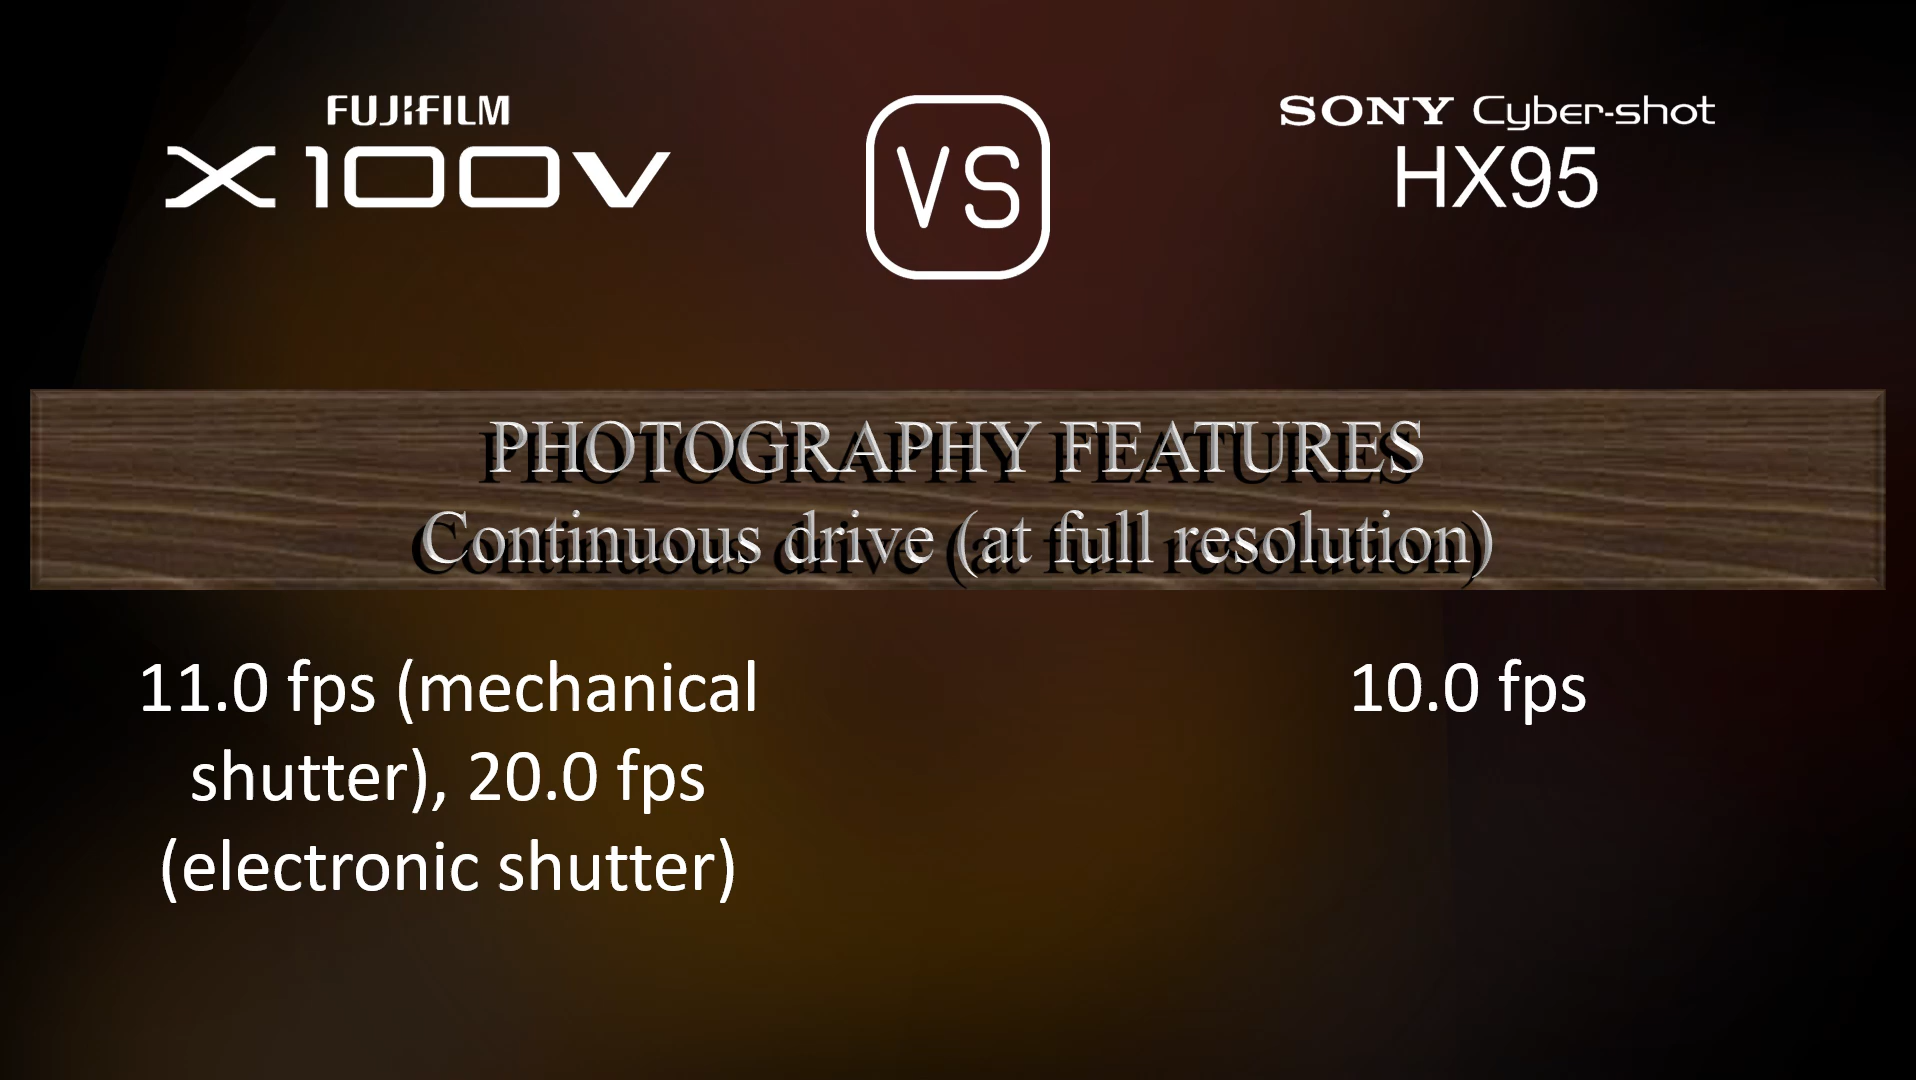 FUJIFILM
X100V
VS
SONY Cyber-shot
HX95
PHOTOGRAPHY FEATURES
Continuous drive (at full resolution)
11.0 fps (mechanical
shutter), 20.0 fps
(electronic shutter)
10.0 fps